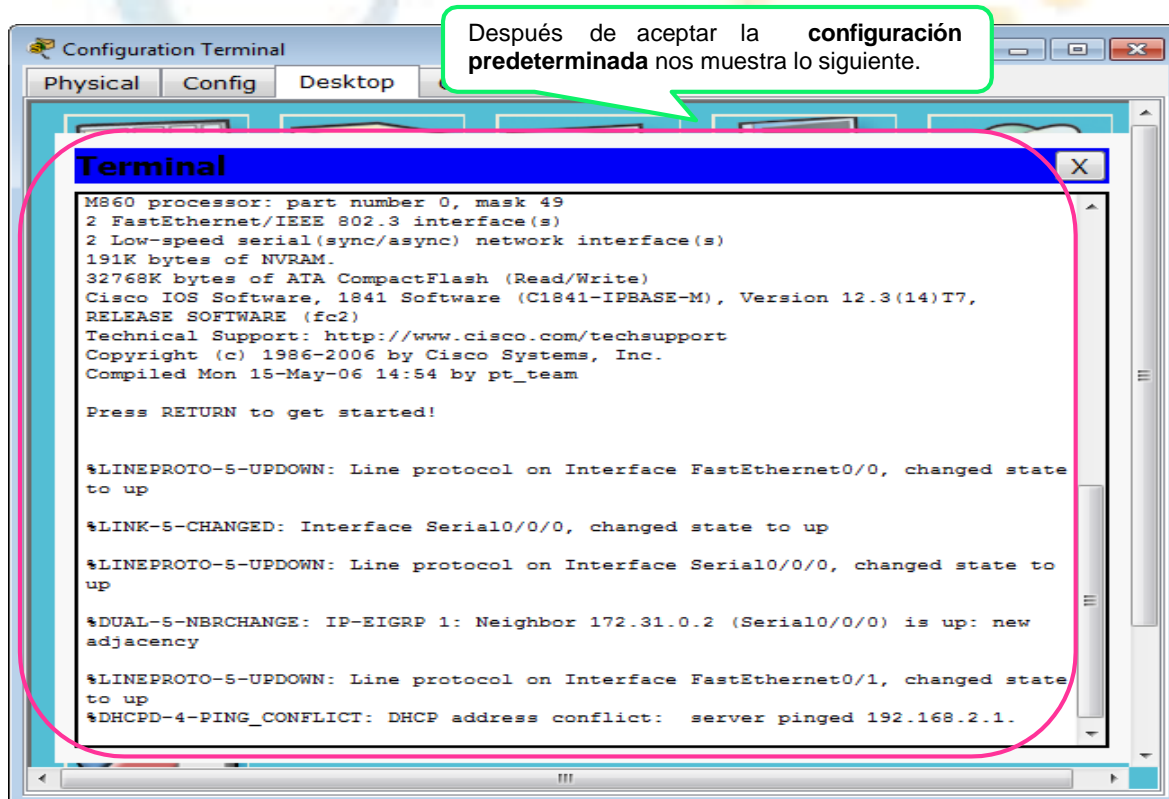 Después de aceptar la configuración
predeterminada nos muestra lo siguiente.
Configuration Terminal
Physical Config Desktop
Terminal
X
M860 processor: part number 0, mask 49
2 FastEthernet/IEEE 802.3 interface(s)
2 Low-speed serial(sync/async) network interface(s)
191K bytes of NVRAM.
32768K bytes of ATA CompactFlash (Read/Write)
Cisco IOS Software, 1841 Software (C1841-IPBASE-M), Version 12.3(14)T7,
RELEASE SOFTWARE (fc2)
Technical Support: http://www.cisco.com/techsupport
Copyright (c) 1986-2006 by Cisco Systems, Inc.
Compiled Mon 15-May-06 14:54 by pt_team
Press RETURN to get started!
%LINEPROTO-5-UPDOWN: Line protocol on Interface FastEthernet0/0, changed state
to up
%LINK-5-CHANGED: Interface Serial0/0/0, changed state to up
%LINEPROTO-5-UPDOWN: Line protocol on Interface Serial0/0/0, changed state to
up
%DUAL-5-NBRCHANGE: IP-EIGRP 1: Neighbor 172.31.0.2 (Serial0/0/0) is up: new
adjacency
%LINEPROTO-5-UPDOWN: Line protocol on Interface FastEthernet0/1, changed state
to up
%DHCPD-4-PING_CONFLICT: DHCP address conflict:  server pinged 192.168.2.1.